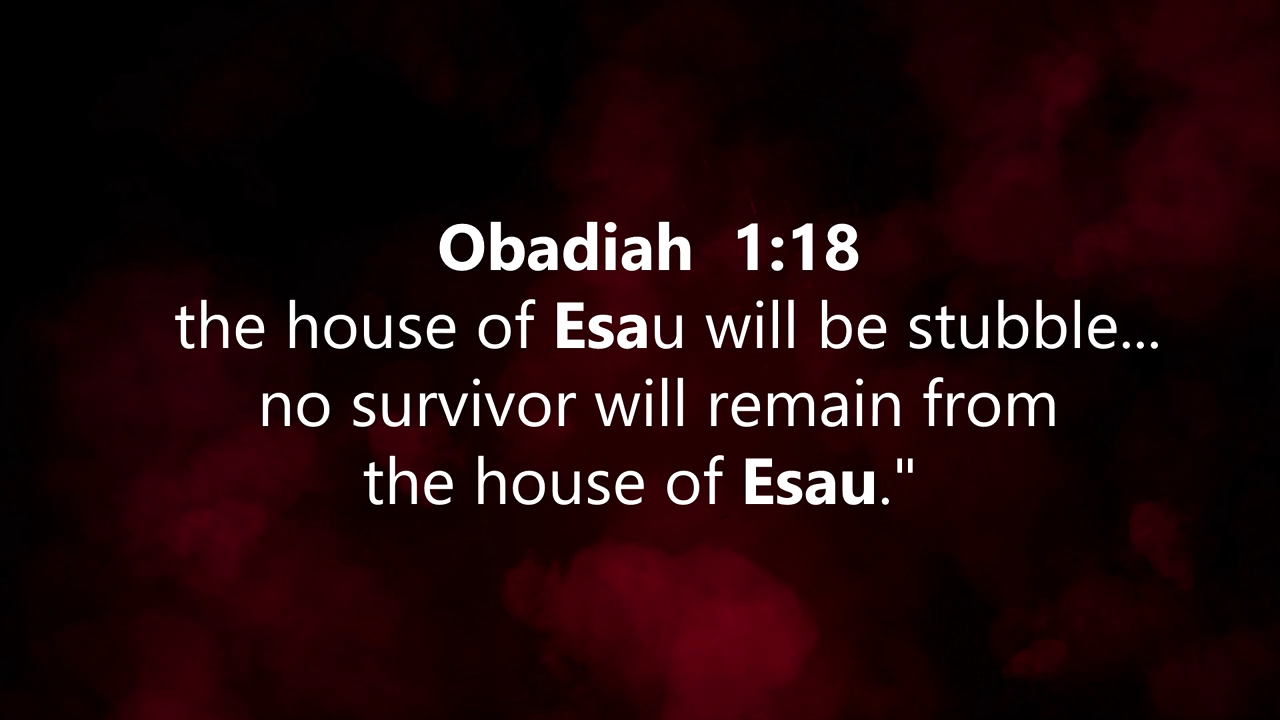 Obadiah 1:18
the house of Esau will be stubble...
no survivor will remain from
the house of Esau."